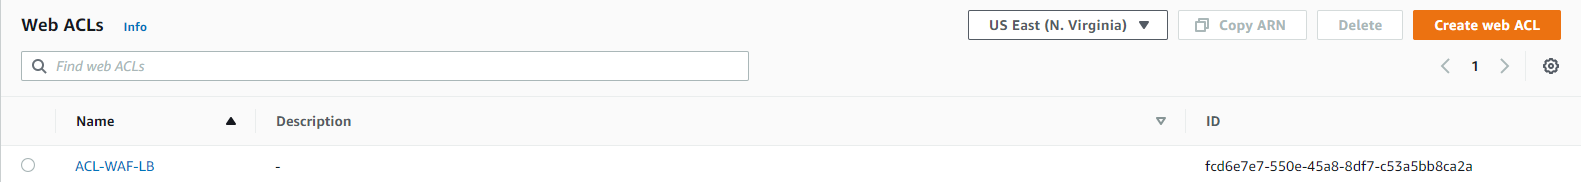 Web ACLs Info US East (N. Virginia) Copy ARN Delete Create web ACL
Find web ACLs 1
Name Description ID
ACL-WAF-LB - fcd6e7e7-550e-45a8-8df7-c53a5bb8ca2a